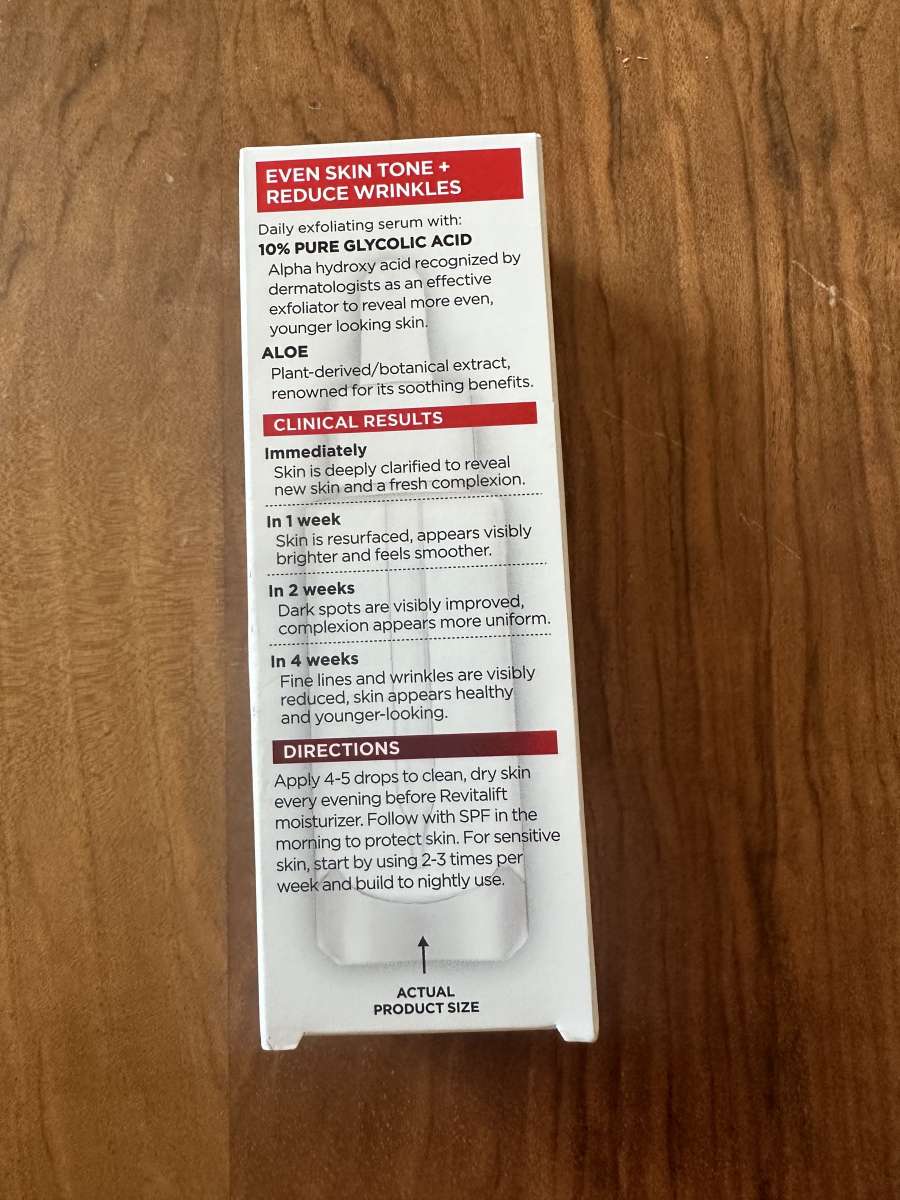 EVEN SKIN TONE +
REDUCE WRINKLES
Daily exfoliating serum with:
10% PURE GLYCOLIC ACID
Alpha hydroxy acid recognized by
dermatologists as an effective
exfoliator to reveal more even,
younger looking skin.
ALOE
Plant-derived/botanical extract,
renowned for its soothing benefits.
CLINICAL RESULTS
Immediately
Skin is deeply clarified to reveal
new skin and a fresh complexion.
In 1 week
Skin is resurfaced, appears visibly
brighter and feels smoother.
In 2 weeks
Dark spots are visibly improved,
complexion appears more uniform.
In 4 weeks
Fine lines and wrinkles are visibly
reduced, skin appears healthy
and younger-looking.
DIRECTIONS
Apply 4-5 drops to clean, dry skin
every evening before Revitalift
moisturizer. Follow with SPF in the
morning to protect skin. For sensitive
skin, start by using 2-3 times per
week and build to nightly use.
ACTUAL
PRODUCT SIZE